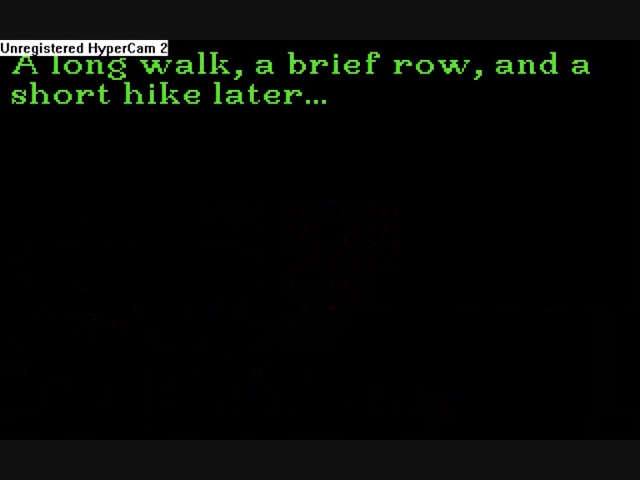 Unregistered HyperCam 2
A long walk, a brief row, and a
short hike later...